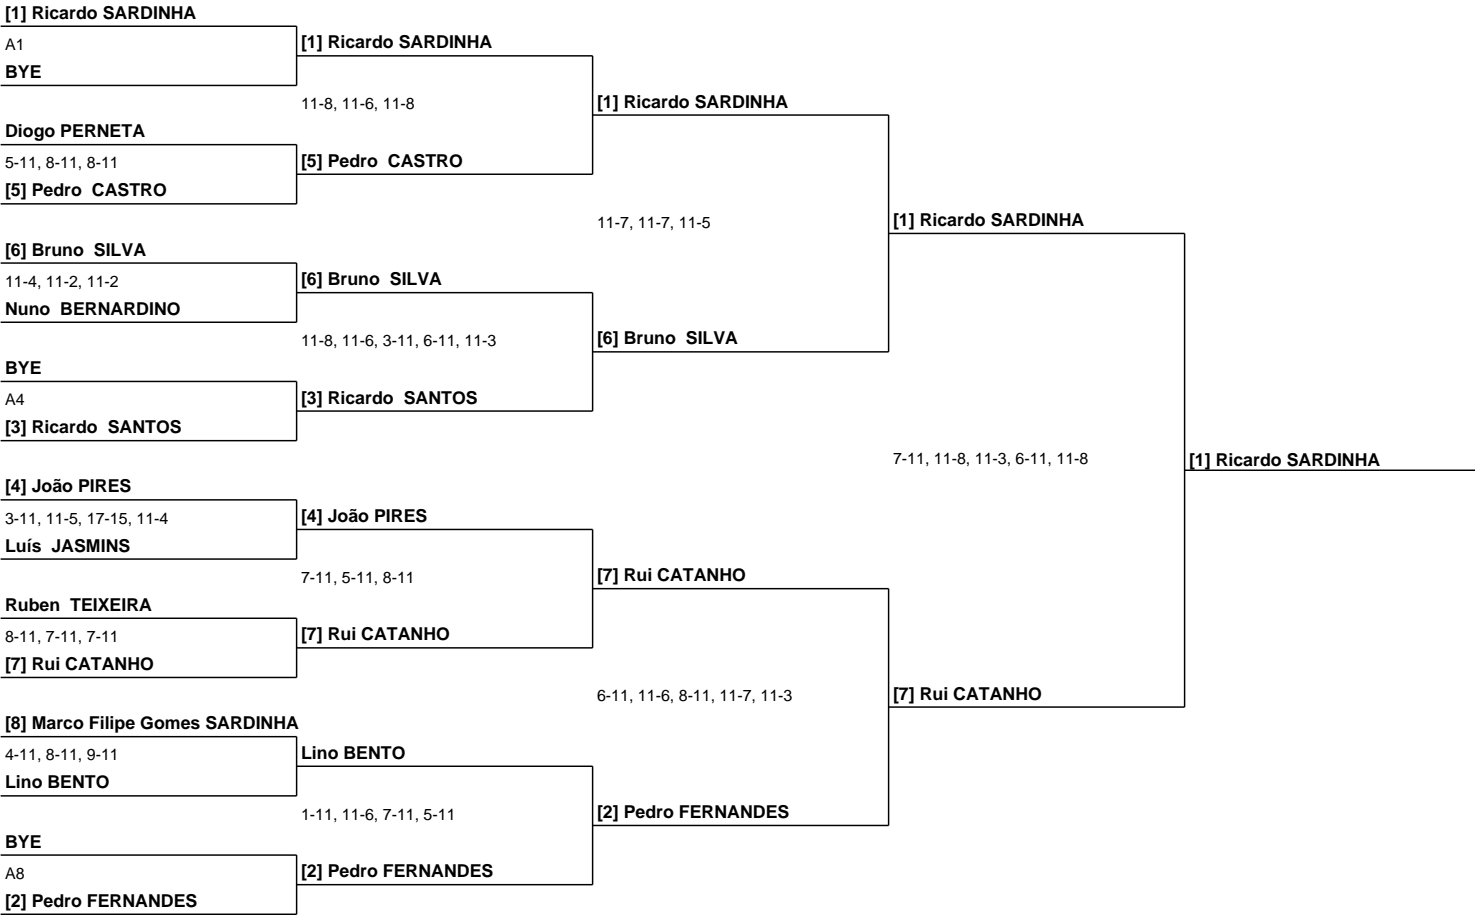 [1] Ricardo SARDINHA
A1
BYE
[1] Ricardo SARDINHA
11-8, 11-6, 11-8
Diogo PERNETA
5-11, 8-11, 8-11
[5] Pedro CASTRO
[5] Pedro CASTRO
[1] Ricardo SARDINHA
11-7, 11-7, 11-5
[6] Bruno SILVA
11-4, 11-2, 11-2
Nuno BERNARDINO
[6] Bruno SILVA
11-8, 11-6, 3-11, 6-11, 11-3
BYE
A4
[3] Ricardo SANTOS
[3] Ricardo SANTOS
[6] Bruno SILVA
[1] Ricardo SARDINHA
7-11, 11-8, 11-3, 6-11, 11-8
[1] Ricardo SARDINHA
[4] João PIRES
3-11, 11-5, 17-15, 11-4
Luís JASMINS
[4] João PIRES
7-11, 5-11, 8-11
Ruben TEIXEIRA
8-11, 7-11, 7-11
[7] Rui CATANHO
[7] Rui CATANHO
[7] Rui CATANHO
6-11, 11-6, 8-11, 11-7, 11-3
[7] Rui CATANHO
[8] Marco Filipe Gomes SARDINHA
4-11, 8-11, 9-11
Lino BENTO
Lino BENTO
1-11, 11-6, 7-11, 5-11
BYE
A8
[2] Pedro FERNANDES
[2] Pedro FERNANDES
[2] Pedro FERNANDES